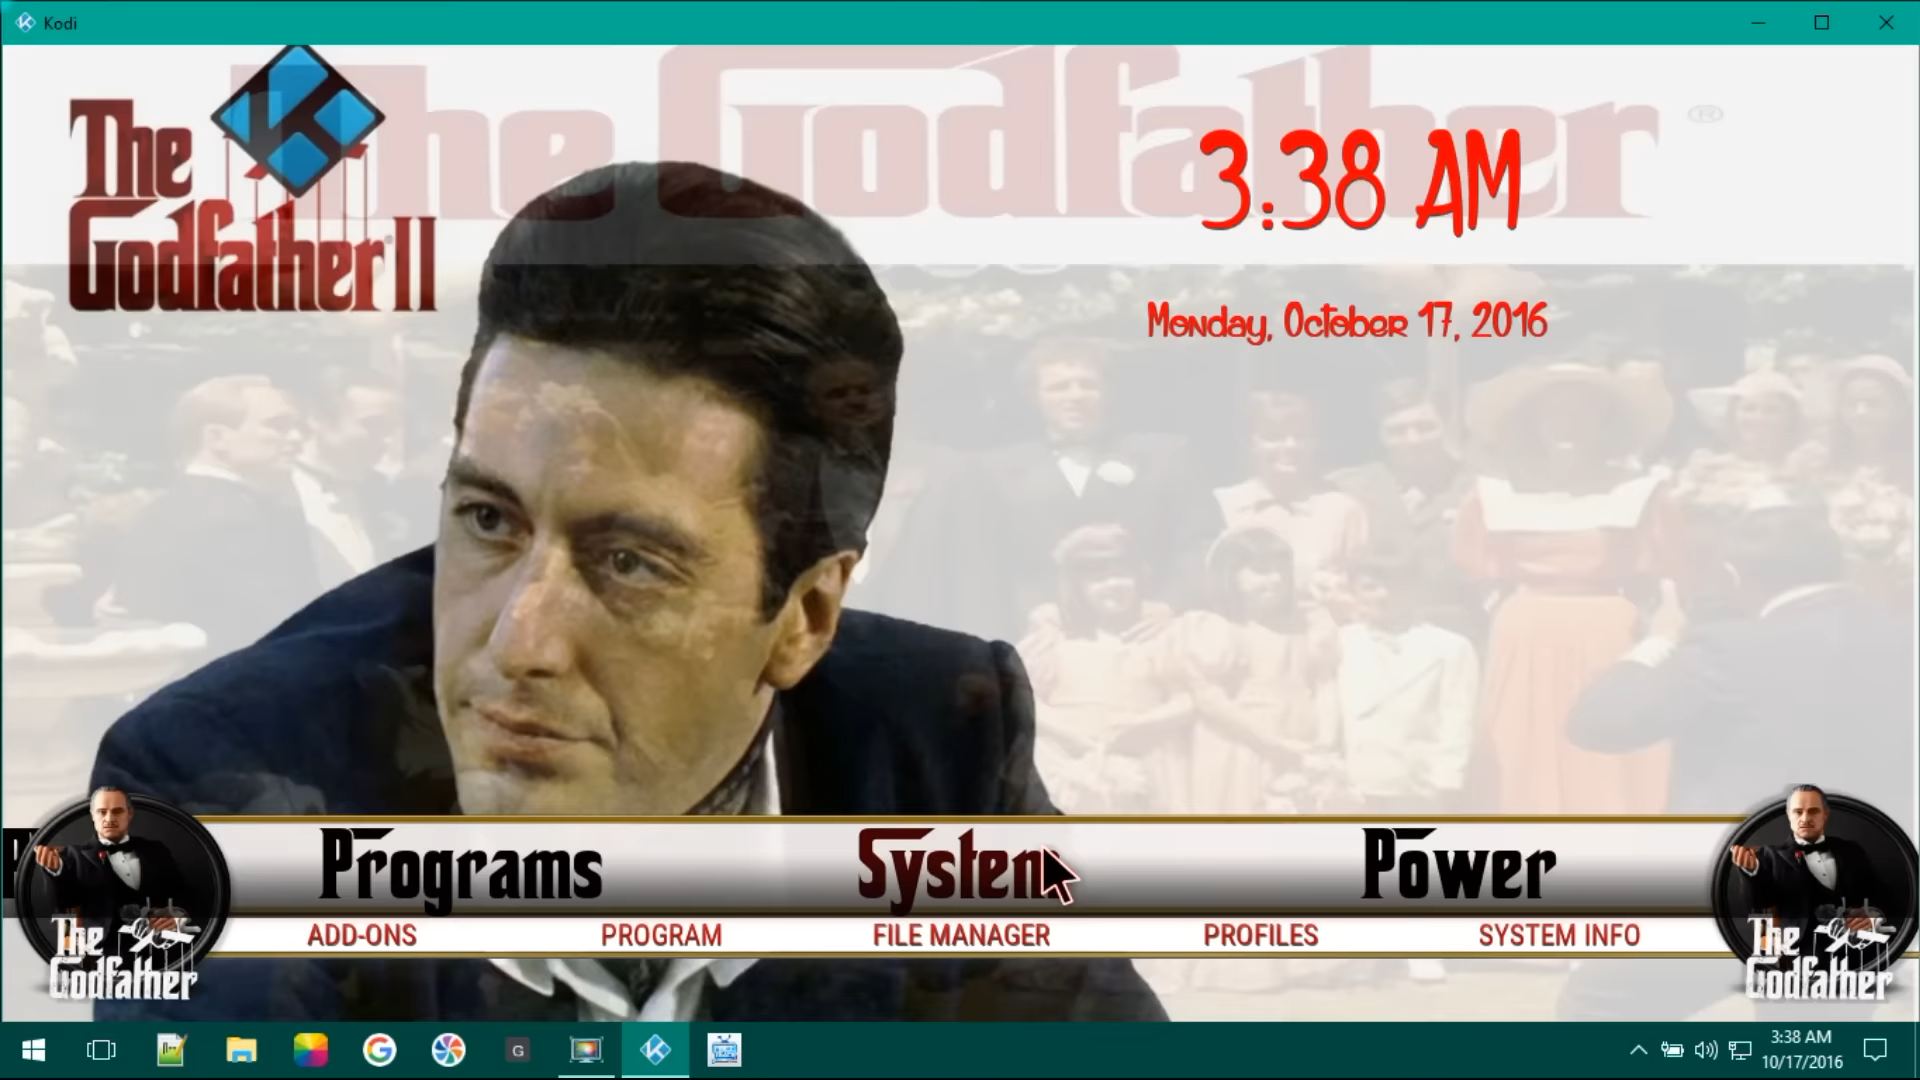 Kodi
The Godfather ®
The
Godfather II
3:38 AM
Monday, October 17, 2016
Programs
System
Power
ADD-ONS
PROGRAM
FILE MANAGER
PROFILES
SYSTEM INFO
The
Godfather
The
Godfather
G
3:38 AM
10/17/2016